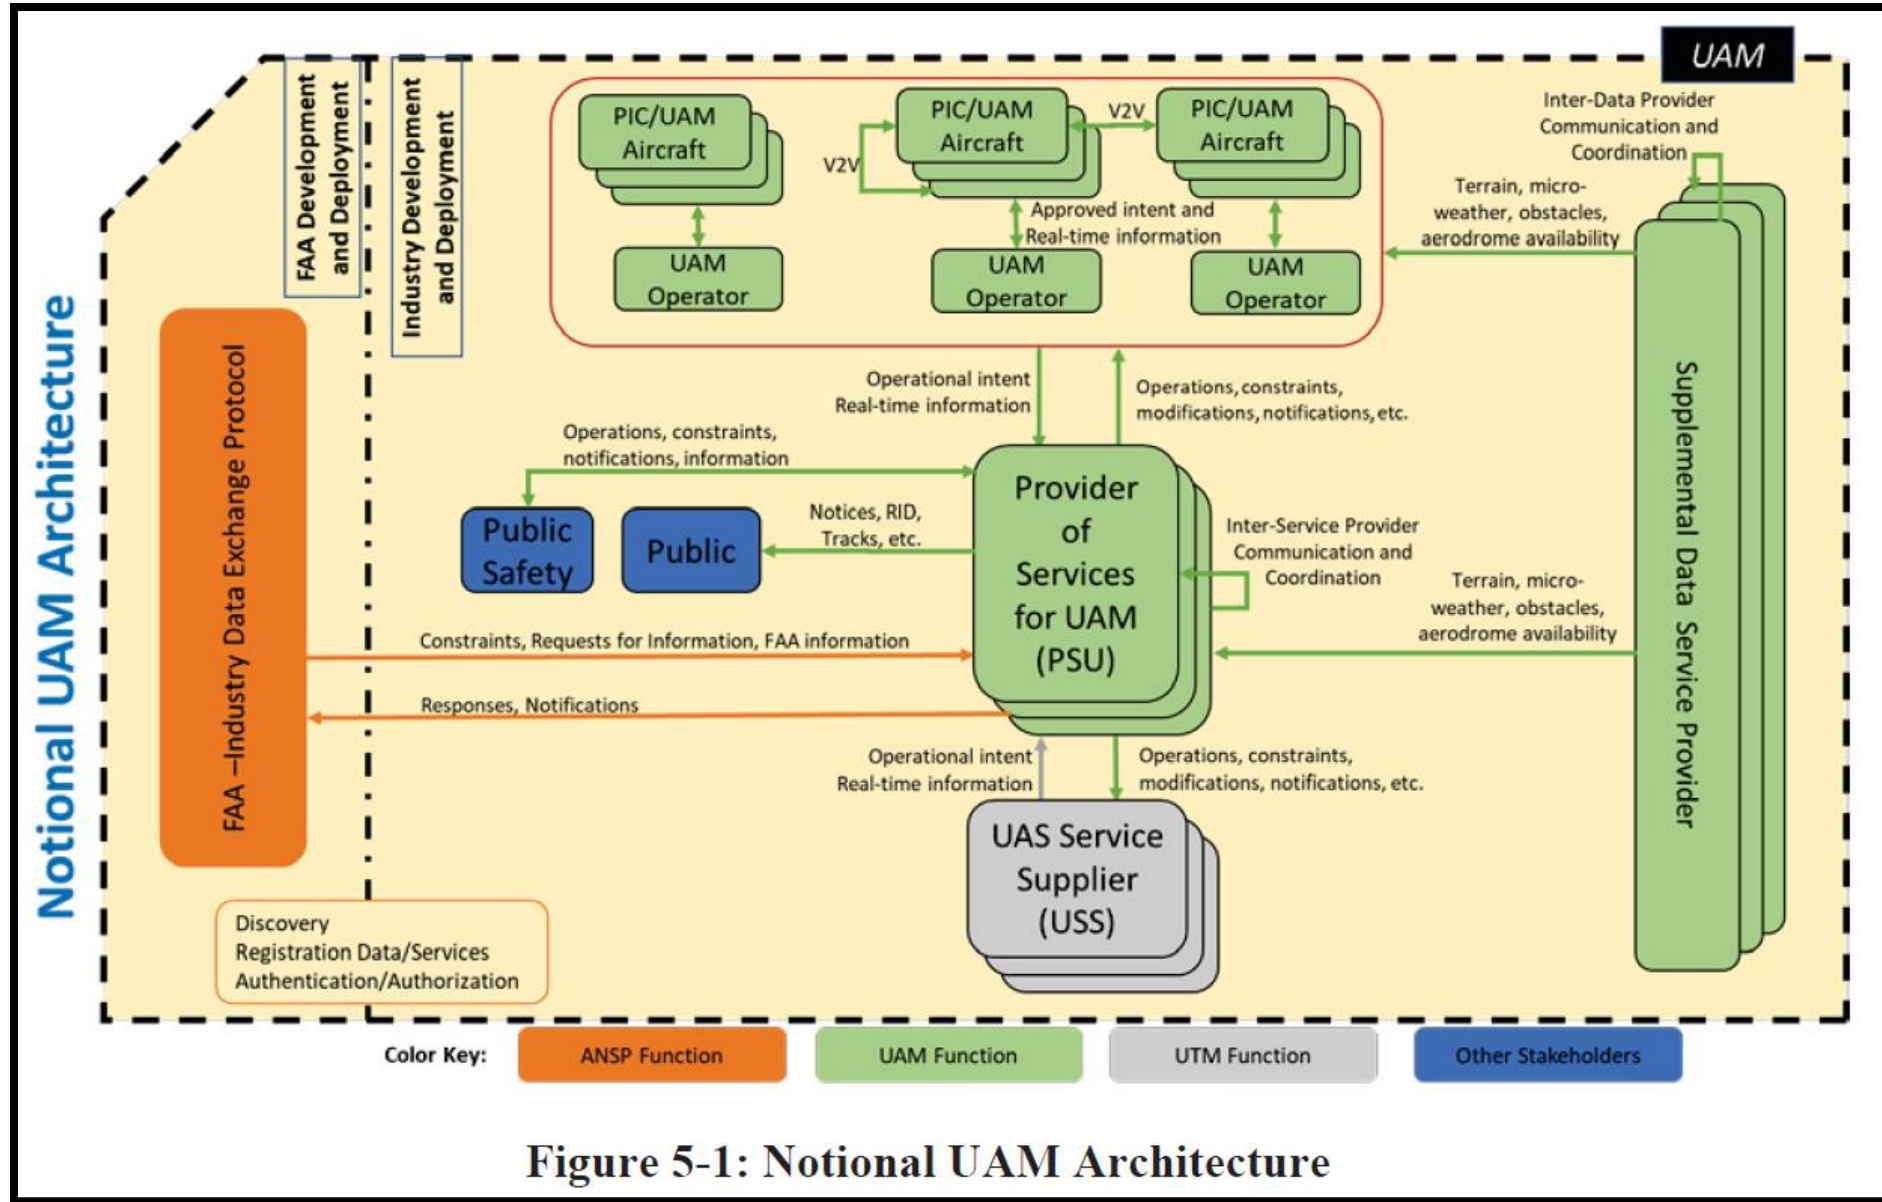 UAM
Notional UAM Architecture
FAA Development
and Deployment
Industry Development
and Deployment
PIC/UAM
Aircraft
PIC/UAM
Aircraft
PIC/UAM
Aircraft
V2V
V2V
Approved intent and
Real-time information
UAM
Operator
UAM
Operator
UAM
Operator
Inter-Data Provider
Communication and
Coordination
Terrain, micro-
weather, obstacles,
aerodrome availability
Supplemental Data Service Provider
FAA –Industry Data Exchange Protocol
Operational intent
Real-time information
Operations, constraints,
modifications, notifications, etc.
Operations, constraints,
notifications, information
Public
Safety
Public
Notices, RID,
Tracks, etc.
Provider
of
Services
for UAM
(PSU)
Inter-Service Provider
Communication and
Coordination
Terrain, micro-
weather, obstacles,
aerodrome availability
Constraints, Requests for Information, FAA information
Responses, Notifications
Operational intent
Real-time information
Operations, constraints,
modifications, notifications, etc.
UAS Service
Supplier
(USS)
Discovery
Registration Data/Services
Authentication/Authorization
Color Key:
ANSP Function
UAM Function
UTM Function
Other Stakeholders
Figure 5-1: Notional UAM Architecture